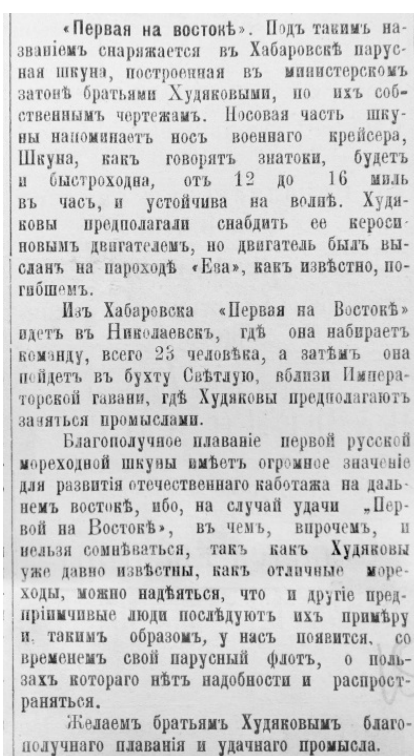 «Первая на востокѣ». Подъ такимъ на-
званіемъ снаряжается въ Хабаровскѣ парус-
ная шкуна, построенная въ министерскомъ
затонѣ братьями Худяковыми, по ихъ соб-
ственнымъ чертежамъ. Носовая часть шку-
ны напоминаетъ носъ военнаго крейсера,
Шкуна, какъ говорятъ знатоки, будетъ
и быстроходна, отъ 12 до 16 миль
въ часъ, и устойчива на волнѣ. Худя-
ковы предполагали снабдить ее кероси-
новымъ двигателемъ, но двигатель былъ вы-
сланъ на пароходѣ «Ева», какъ извѣстно, по-
гибшемъ.
Изъ Хабаровска «Первая на Востокѣ»
идетъ въ Николаевскъ, гдѣ она набираетъ
команду, всего 23 человѣка, а затѣмъ она
пойдетъ въ бухту Свѣтлую, вблизи Импера-
торской гавани, гдѣ Худяковы предполагаютъ
заняться промыслами.
Благополучное плаваніе первой русской
мореходной шкуны имѣетъ огромное значеніе
для развитія отечественнаго каботажа на даль-
немъ востокѣ, ибо, на случай удачи „Пер-
вой на Востокѣ», въ чемъ, впрочемъ, и
нельзя сомнѣваться, такъ какъ Худяковы
уже давно извѣстны, какъ отличные море-
ходы, можно надѣяться, что и другіе пред-
пріимчивые люди послѣдуютъ ихъ примѣру
и, такимъ образомъ, у насъ появится, со
временемъ свой парусный флотъ, о поль-
захъ котораго нѣтъ надобности и распрост-
раняться.
Желаемъ братьямъ Худяковымъ благо-
получнаго плаванія и удачнаго промысла.